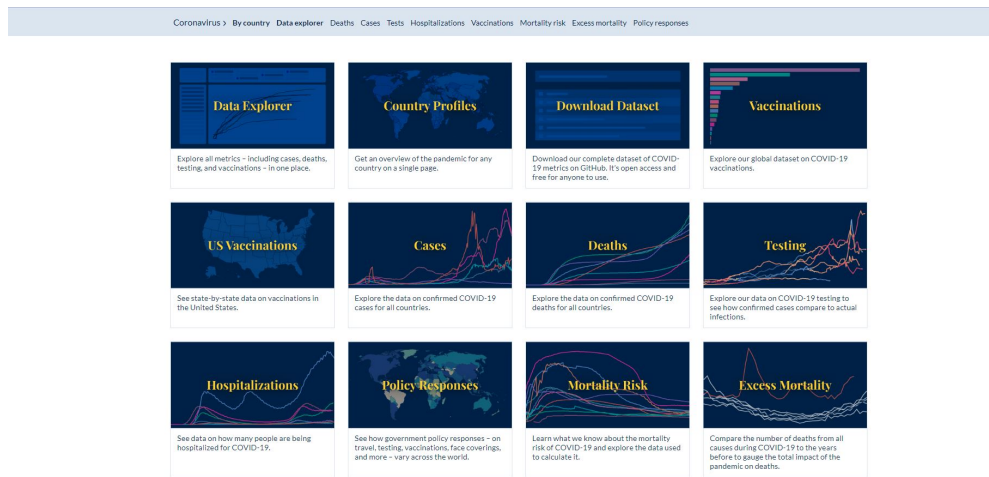 Coronavirus > By country Data explorer Deaths Cases Tests Hospitalizations Vaccinations Mortality risk Excess mortality Policy responses
Data Explorer
Explore all metrics – including cases, deaths,
testing, and vaccinations – in one place.
Country Profiles
Get an overview of the pandemic for any
country on a single page.
Download Dataset
Download our complete dataset of COVID-
19 metrics on GitHub. It's open access and
free for anyone to use.
Vaccinations
Explore our global dataset on COVID-19
vaccinations.
US Vaccinations
See state-by-state data on vaccinations in
the United States.
Cases
Explore the data on confirmed COVID-19
cases for all countries.
Deaths
Explore the data on confirmed COVID-19
deaths for all countries.
Testing
Explore our data on COVID-19 testing to
see how confirmed cases compare to actual
infections.
Hospitalizations
See data on how many people are being
hospitalized for COVID-19.
Policy Responses
See how government policy responses – on
travel, testing, vaccinations, face coverings,
and more – vary across the world.
Mortality Risk
Learn what we know about the mortality
risk of COVID-19 and explore the data used
to calculate it.
Excess Mortality
Compare the number of deaths from all
causes during COVID-19 to the years
before to gauge the total impact of the
pandemic on deaths.